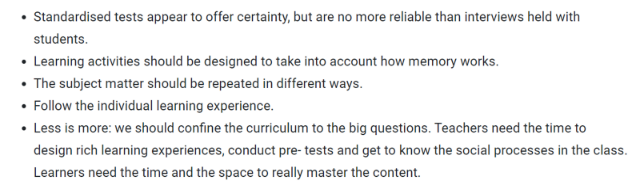 • Standardised tests appear to offer certainty, but are no more reliable than interviews held with
students.
• Learning activities should be designed to take into account how memory works.
• The subject matter should be repeated in different ways.
• Follow the individual learning experience.
• Less is more: we should confine the curriculum to the big questions. Teachers need the time to
design rich learning experiences, conduct pre- tests and get to know the social processes in the class.
Learners need the time and the space to really master the content.